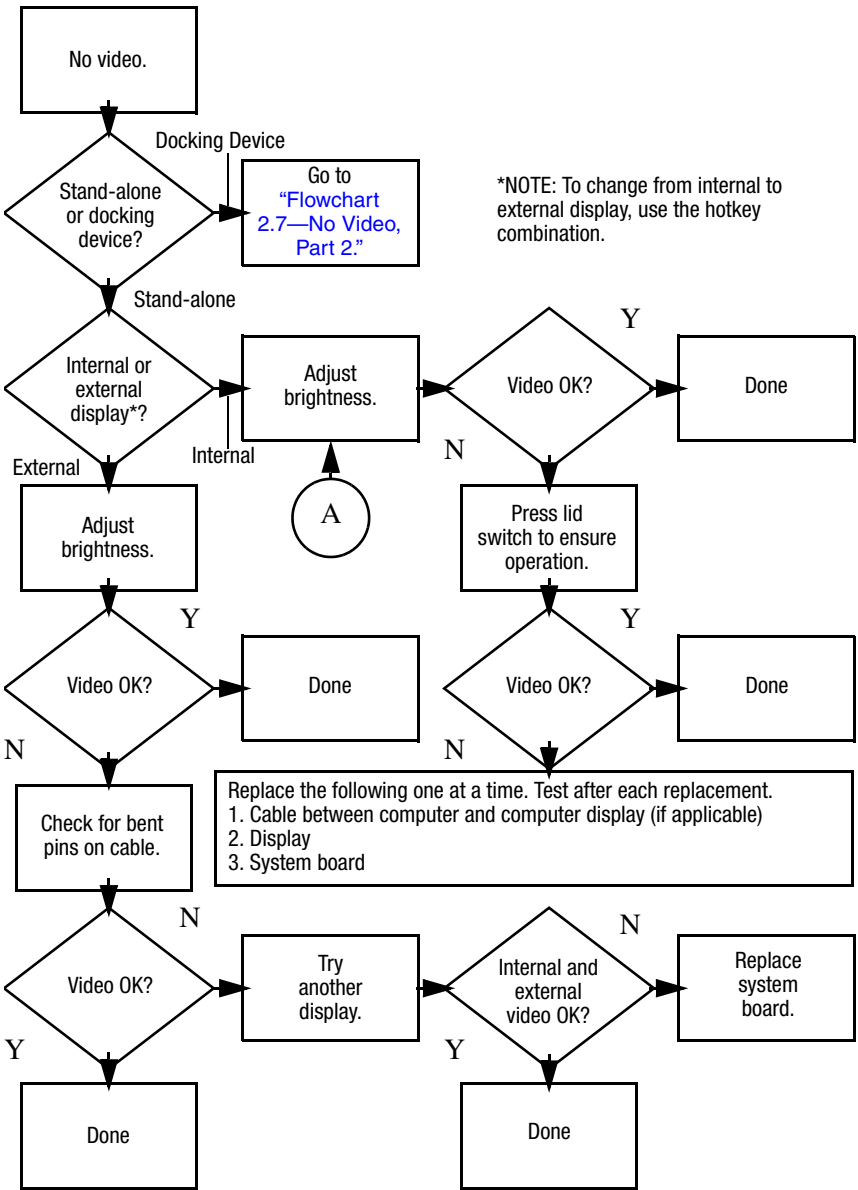 No video.
Docking Device
Stand-alone
or docking
device?
Go to
“Flowchart
2.7—No Video,
Part 2.”
*NOTE: To change from internal to
external display, use the hotkey
combination.
Stand-alone
Internal or
external
display*?
Adjust
brightness.
Y
Video OK?
Done
N
Internal
External
A
Adjust
brightness.
Press lid
switch to ensure
operation.
Y
Video OK?
Done
Y
Video OK?
Done
N
N
Check for bent
pins on cable.
Replace the following one at a time. Test after each replacement.
1. Cable between computer and computer display (if applicable)
2. Display
3. System board
N
Video OK?
Try
another
display.
Internal and
external
video OK?
N
Replace
system
board.
Y
Y
Done
Done